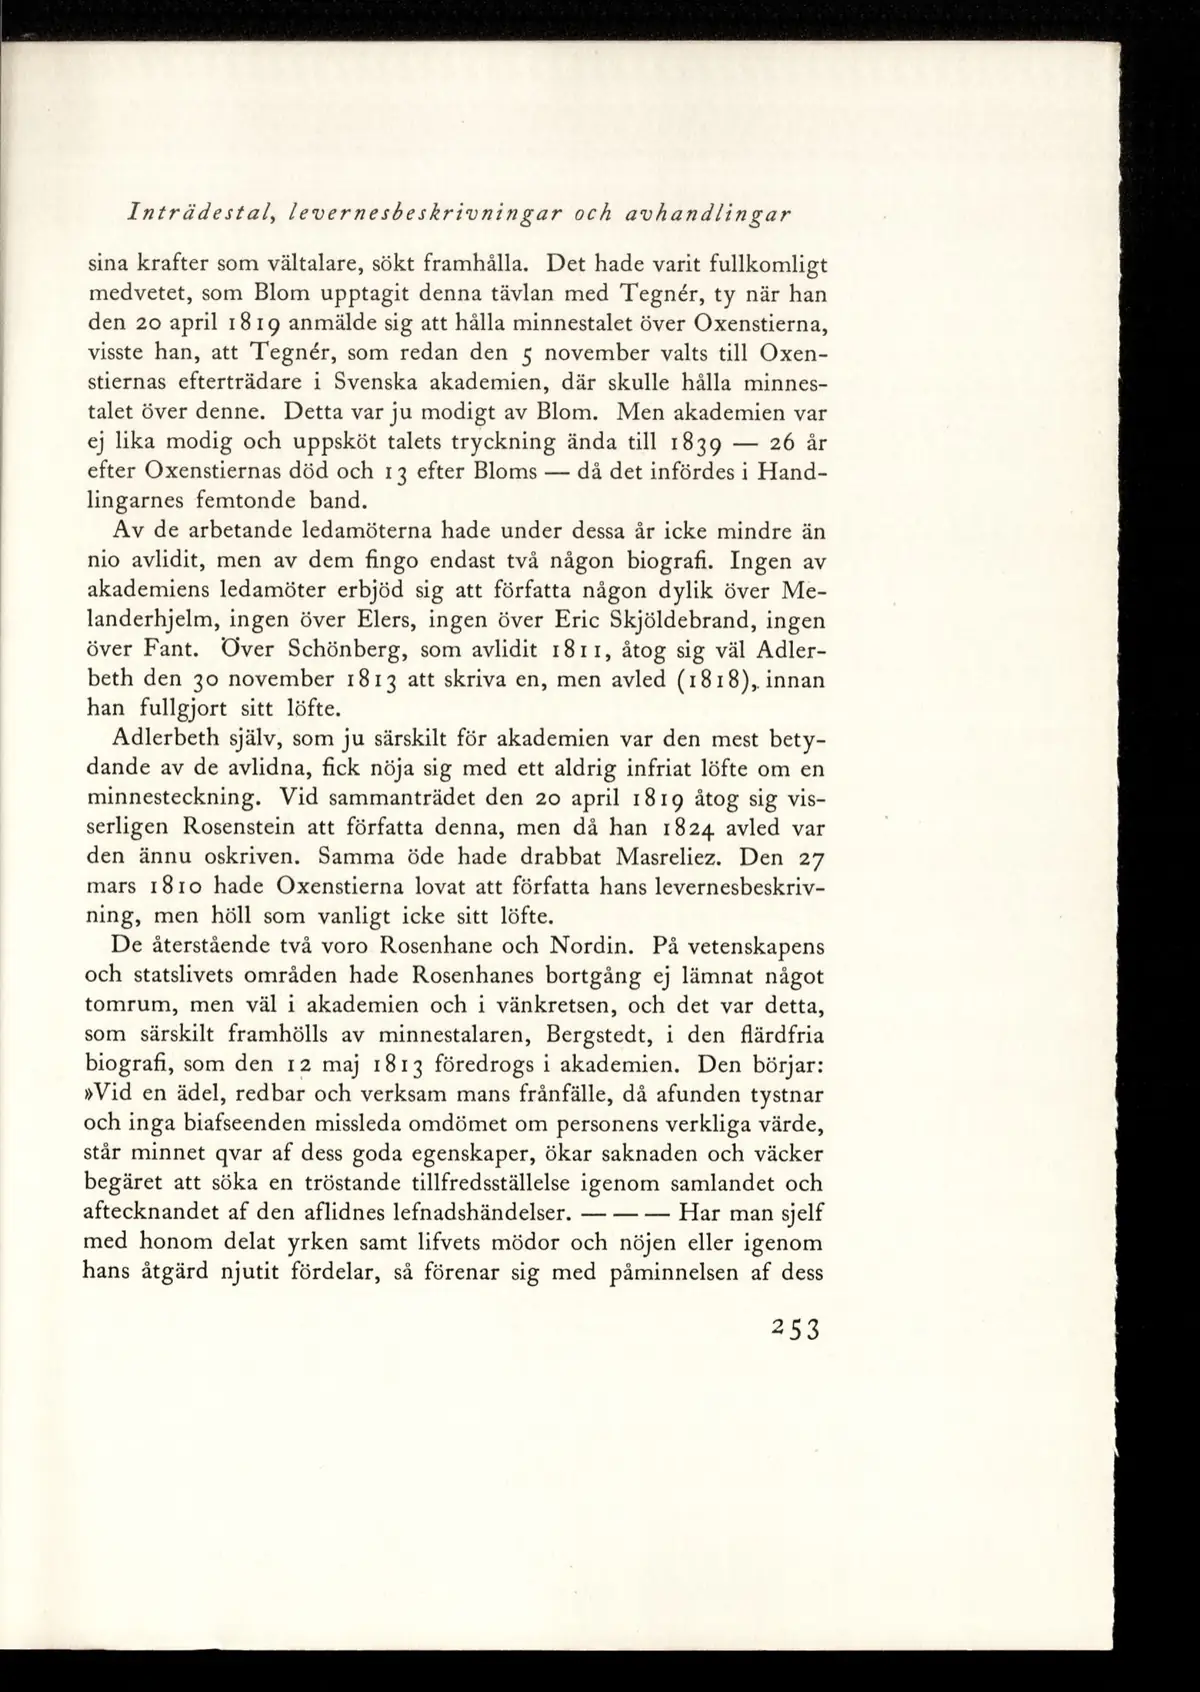 Inträdestal, levernesbeskrivningar och avhandlingar
sina krafter som vältalare, sökt framhålla. Det hade varit fullkomligt
medvetet, som Blom upptagit denna tävlan med Tegnér, ty när han
den 20 april 1819 anmälde sig att hålla minnestalet över Oxenstierna,
visste han, att Tegnér, som redan den 5 november valts till Oxen-
stiernas efterträdare i Svenska akademien, där skulle hålla minnes-
talet över denne. Detta var ju modigt av Blom. Men akademien var
ej lika modig och uppsköt talets tryckning ända till 1839 — 26 år
efter Oxenstiernas död och 13 efter Bloms — då det infördes i Hand-
lingarnes femtonde band.
Av de arbetande ledamöterna hade under dessa år icke mindre än
nio avlidit, men av dem fingo endast två någon biografi. Ingen av
akademiens ledamöter erbjöd sig att författa någon dylik över Me-
landerhjelm, ingen över Elers, ingen över Eric Skjöldebrand, ingen
över Fant. Över Schönberg, som avlidit 1811, åtog sig väl Adler-
beth den 30 november 1813 att skriva en, men avled (1818), innan
han fullgjort sitt löfte.
Adlerbeth själv, som ju särskilt för akademien var den mest bety-
dande av de avlidna, fick nöja sig med ett aldrig infriat löfte om en
minnesteckning. Vid sammanträdet den 20 april 1819 åtog sig vis-
serligen Rosenstein att författa denna, men då han 1824 avled var
den ännu oskriven. Samma öde hade drabbat Masreliez. Den 27
mars 1810 hade Oxenstierna lovat att författa hans levernesbeskriv-
ning, men höll som vanligt icke sitt löfte.
De återstående två voro Rosenhane och Nordin. På vetenskapens
och statslivets områden hade Rosenhanes bortgång ej lämnat något
tomrum, men väl i akademien och i vänkretsen, och det var detta,
som särskilt framhölls av minnestalaren, Bergstedt, i den flärdfria
biografi, som den 12 maj 1813 föredrogs i akademien. Den börjar:
»Vid en ädel, redbar och verksam mans frånfälle, då afunden tystnar
och inga biafseenden missleda omdömet om personens verkliga värde,
står minnet qvar af dess goda egenskaper, ökar saknaden och väcker
begäret att söka en tröstande tillfredsställelse igenom samlandet och
aftecknandet af den aflidnes lefnadshändelser. — — — Har man sjelf
med honom delat yrken samt lifvets mödor och nöjen eller igenom
hans åtgärd njutit fördelar, så förenar sig med påminnelsen af dess
253